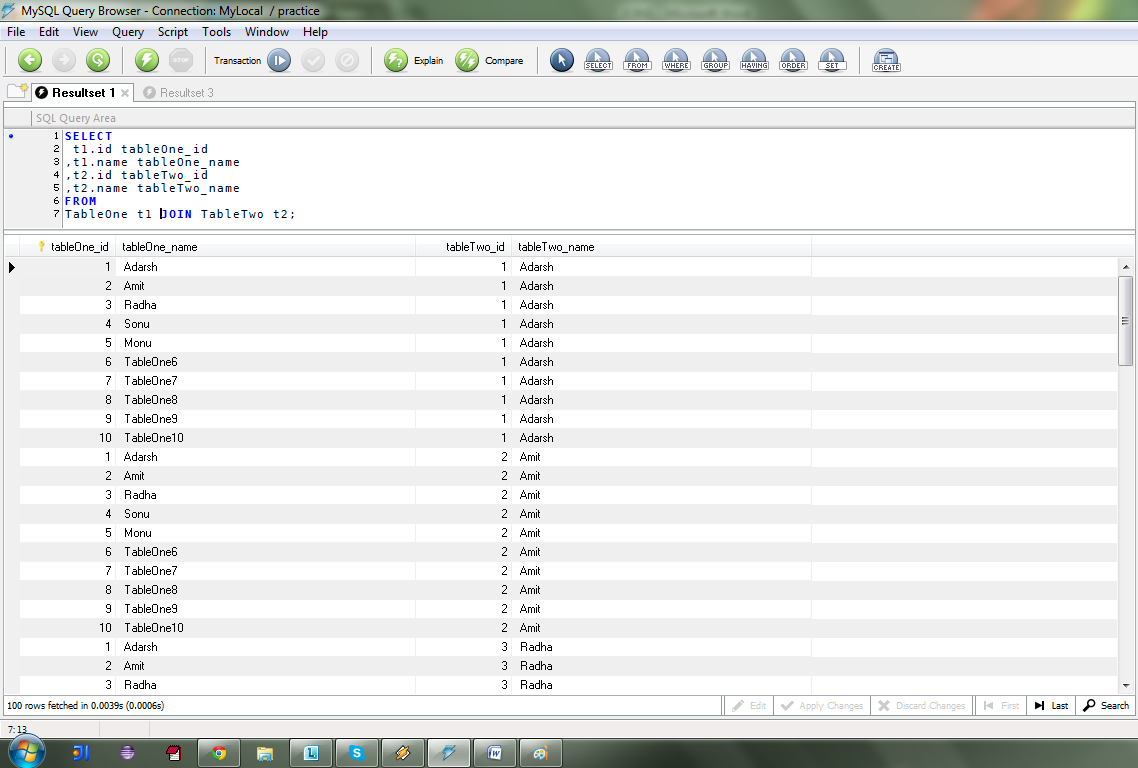 MySQL Query Browser - Connection: MyLocal / practice
File Edit View Query Script Tools Window Help
STOP Transaction Explain Compare SELECT FROM WHERE GROUP HAVING ORDER SET CREATE
Resultset 1 Resultset 3
SQL Query Area
1 SELECT
2 t1.id tableOne_id
3 ,t1.name tableOne_name
4 ,t2.id tableTwo_id
5 ,t2.name tableTwo_name
6 FROM
7 TableOne t1 JOIN TableTwo t2;
tableOne_id tableOne_name tableTwo_id tableTwo_name
1 Adarsh 1 Adarsh
2 Amit 1 Adarsh
3 Radha 1 Adarsh
4 Sonu 1 Adarsh
5 Monu 1 Adarsh
6 TableOne6 1 Adarsh
7 TableOne7 1 Adarsh
8 TableOne8 1 Adarsh
9 TableOne9 1 Adarsh
10 TableOne10 1 Adarsh
1 Adarsh 2 Amit
2 Amit 2 Amit
3 Radha 2 Amit
4 Sonu 2 Amit
5 Monu 2 Amit
6 TableOne6 2 Amit
7 TableOne7 2 Amit
8 TableOne8 2 Amit
9 TableOne9 2 Amit
10 TableOne10 2 Amit
1 Adarsh 3 Radha
2 Amit 3 Radha
3 Radha 3 Radha
100 rows fetched in 0.0039s (0.0006s) Edit Apply Changes Discard Changes First Last Search
7:13